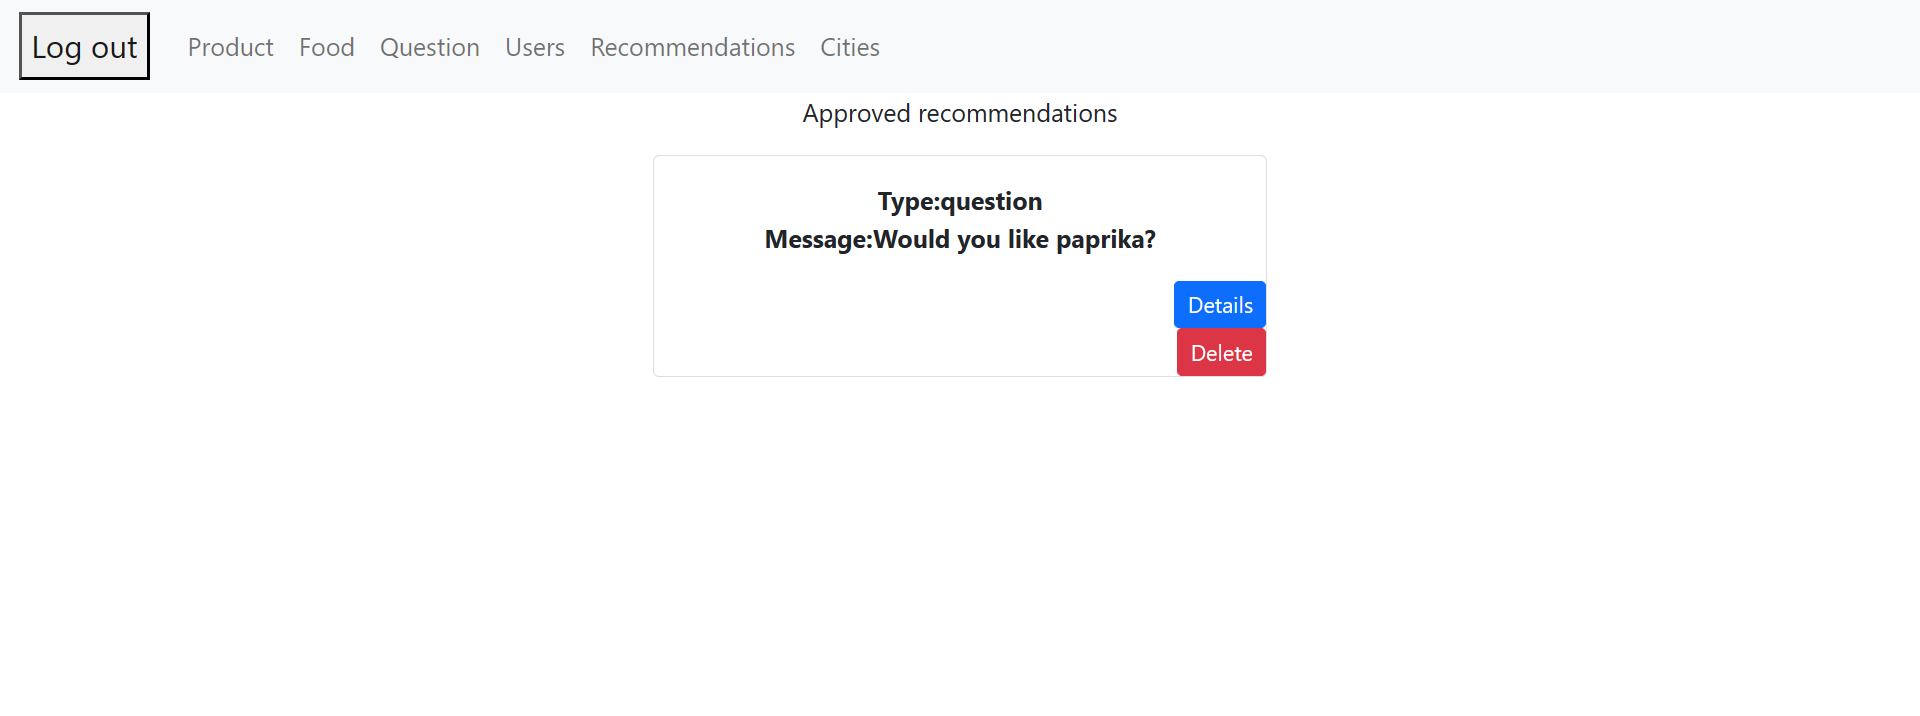 Log out Product Food Question Users Recommendations Cities
Approved recommendations
Type:question
Message:Would you like paprika?
Details
Delete